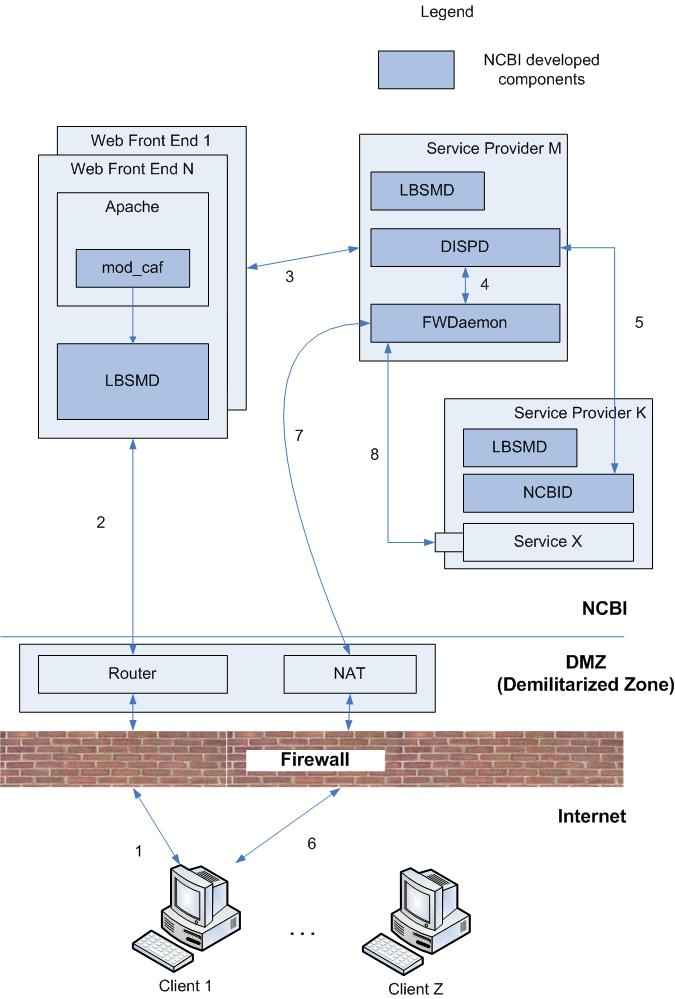 Legend
NCBI developed
components
Web Front End 1
Web Front End N
Apache
mod_caf
LBSMD
Service Provider M
LBSMD
DISPD
3
4
FWDaemon
5
Service Provider K
LBSMD
NCBID
Service X
7
8
2
NCBI
DMZ
(Demilitarized Zone)
Router
NAT
Firewall
Internet
1
6
...
Client 1
Client Z